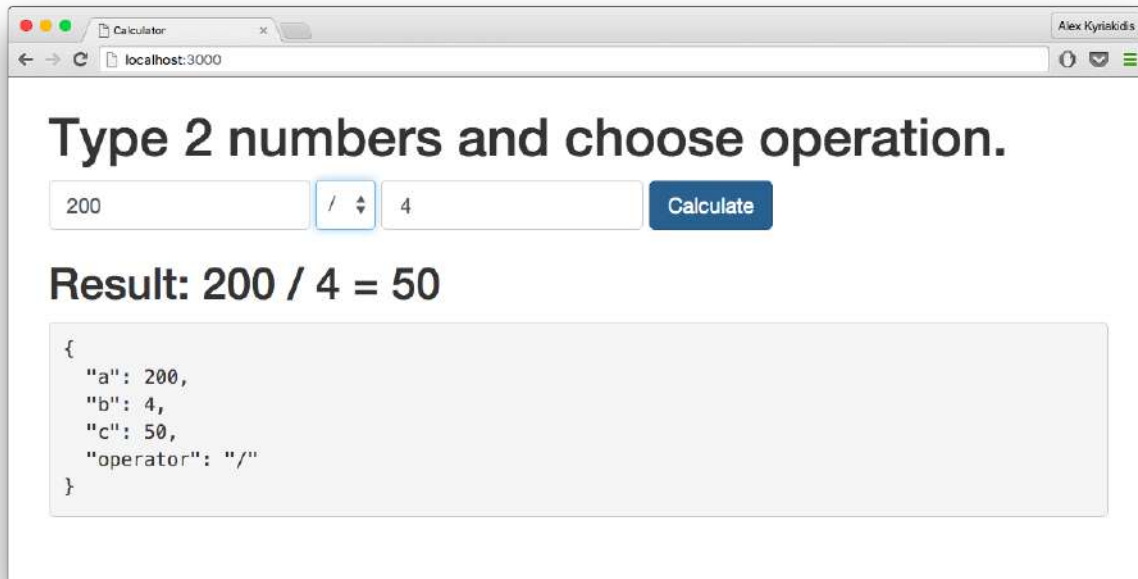 Calculator
Alex Kyriakidis
localhost:3000
Type 2 numbers and choose operation.
200 / 4 Calculate
Result: 200 / 4 = 50
{
"a": 200,
"b": 4,
"c": 50,
"operator": "/"
}